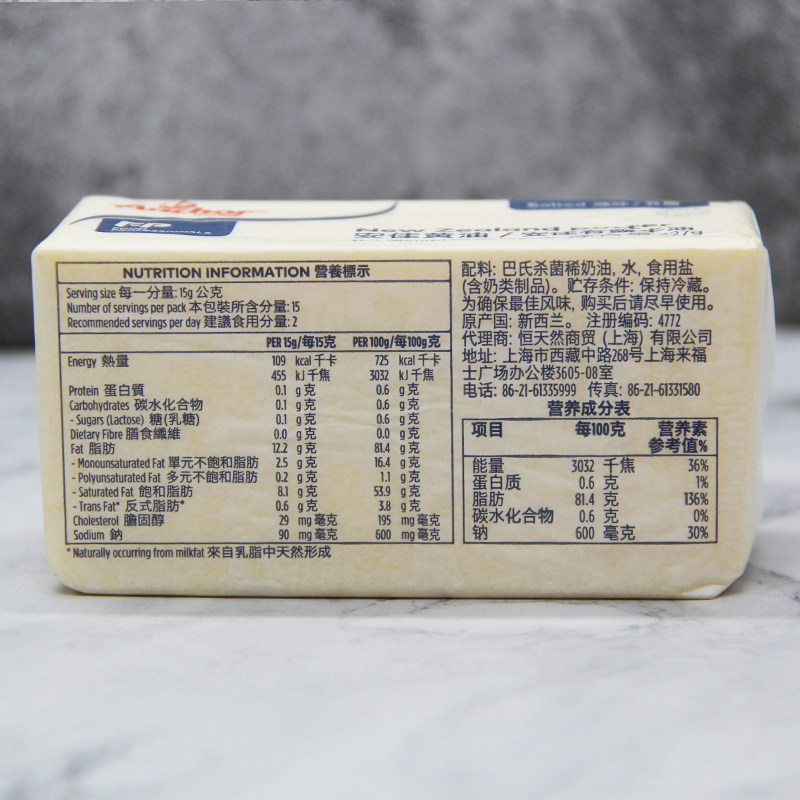 Anchor
FP
PROFESSIONALS
Salted
New Zealand
NUTRITION INFORMATION 營養標示
Serving size 每一分量: 15g 公克
Number of servings per pack 本包裝所含分量: 15
Recommended servings per day 建議食用分量: 2
PER 15g/每15克 PER 100g/每100g克
Energy 熱量 109 kcal 千卡 725 kcal 千卡
455 kJ 千焦 3032 kJ 千焦
Protein 蛋白質 0.1 g 克 0.6 g 克
Carbohydrates 碳水化合物 0.1 g 克 0.6 g 克
- Sugars (Lactose) 糖(乳糖) 0.1 g 克 0.6 g 克
Dietary Fibre 膳食纖維 0.0 g 克 0.0 g 克
Fat 脂肪 12.2 g 克 81.4 g 克
- Monounsaturated Fat 單元不飽和脂肪 2.5 g 克 16.4 g 克
- Polyunsaturated Fat 多元不飽和脂肪 0.2 g 克 1.1 g 克
- Saturated Fat 飽和脂肪 8.1 g 克 53.9 g 克
- Trans Fat* 反式脂肪* 0.6 g 克 3.8 g 克
Cholesterol 膽固醇 29 mg 毫克 195 mg 毫克
Sodium 鈉 90 mg 毫克 600 mg 毫克
* Naturally occurring from milkfat 來自乳脂中天然形成
配料: 巴氏杀菌稀奶油, 水, 食用盐
(含奶类制品)。贮存条件: 保持冷藏。
为确保最佳风味, 购买后请尽早使用。
原产国: 新西兰。 注册编码: 4772
代理商: 恒天然商贸 (上海) 有限公司
地址: 上海市西藏中路268号上海来福
士广场办公楼3605-08室
电话: 86-21-61335999 传真: 86-21-61331580
营养成分表
项目 每100克 营养素
参考值%
能量 3032 千焦 36%
蛋白质 0.6 克 1%
脂肪 81.4 克 136%
碳水化合物 0.6 克 0%
钠 600 毫克 30%